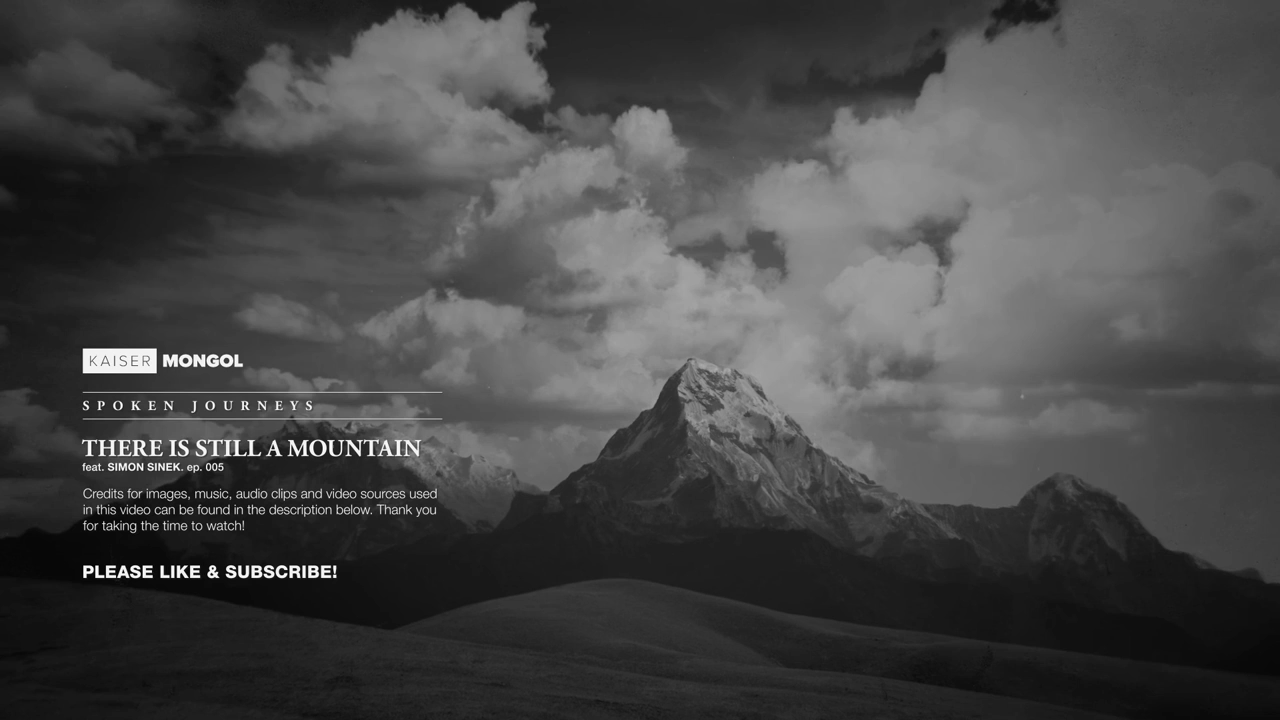 KAISER MONGOL
SPOKEN JOURNEYS
THERE IS STILL A MOUNTAIN
feat. SIMON SINEK. ep. 005
Credits for images, music, audio clips and video sources used
in this video can be found in the description below. Thank you
for taking the time to watch!
PLEASE LIKE & SUBSCRIBE!